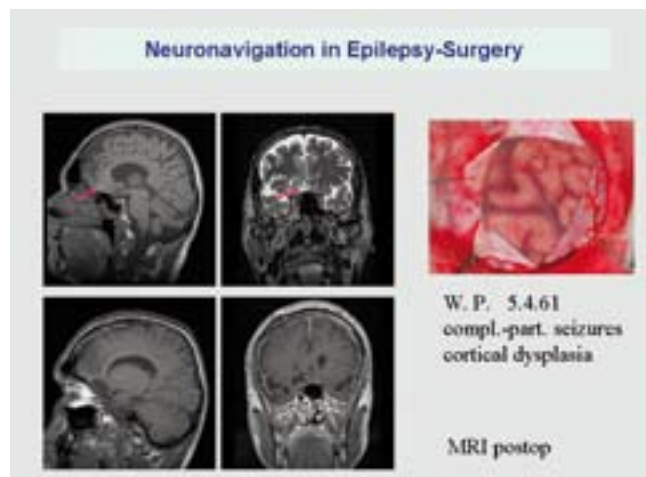 Neuronavigation in Epilepsy-Surgery
W. P. 5.4.61
compl.-part. seizures
cortical dysplasia
MRI postop